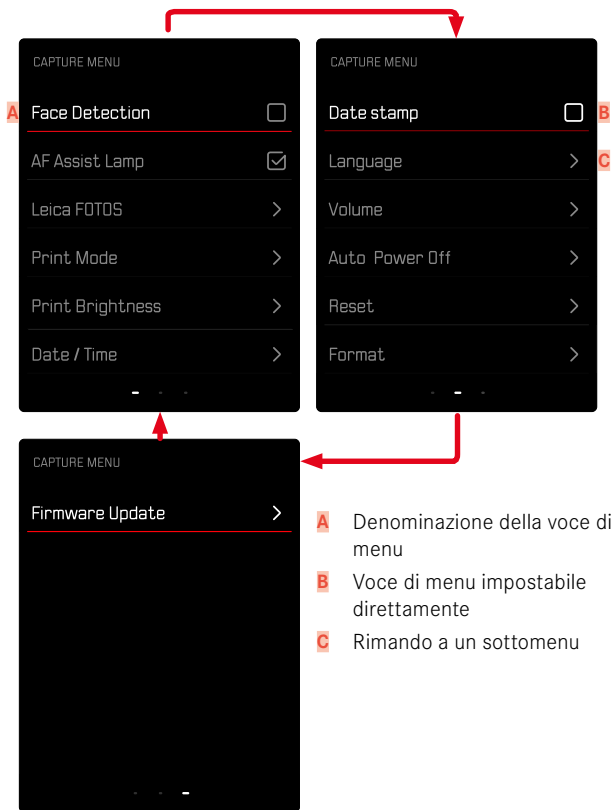 CAPTURE MENU
A Face Detection
AF Assist Lamp
Leica FOTOS
Print Mode
Print Brightness
Date / Time
CAPTURE MENU
Date stamp B
Language C
Volume
Auto Power Off
Reset
Format
CAPTURE MENU
Firmware Update
A Denominazione della voce di
menu
B Voce di menu impostabile
direttamente
C Rimando a un sottomenu